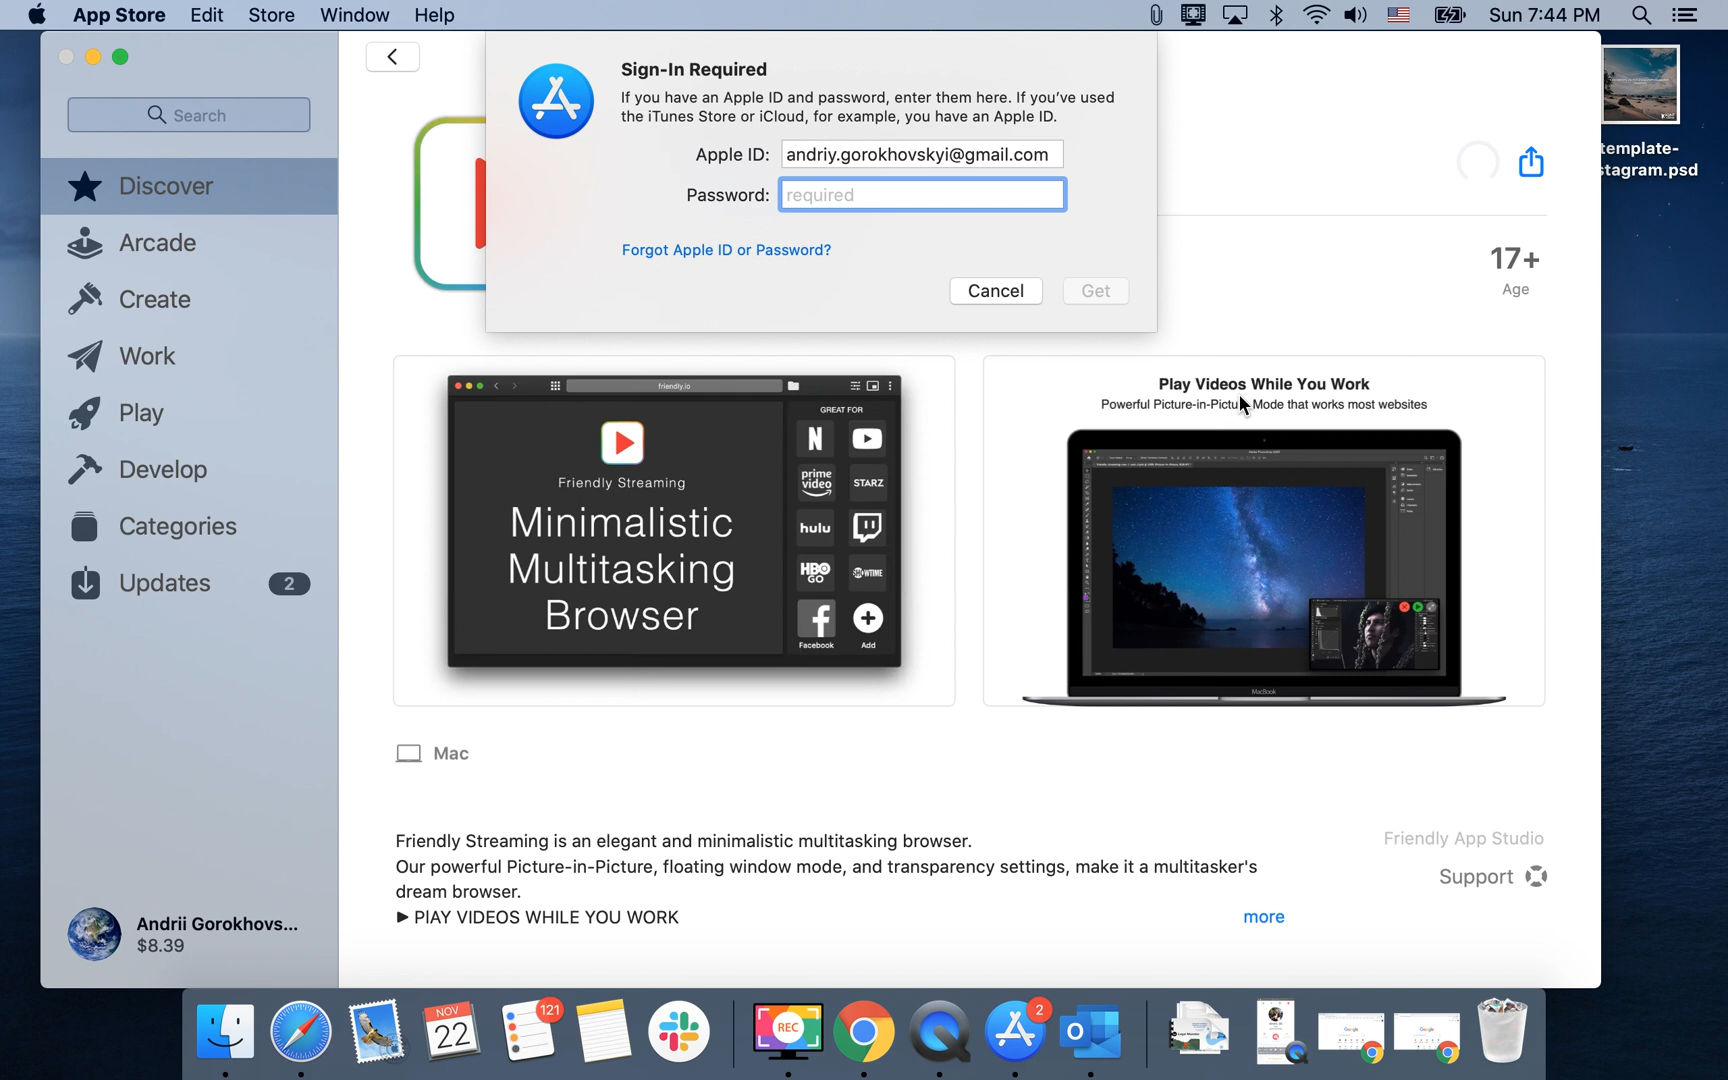 App Store Edit Store Window Help
Sun 7:44 PM
Search
Discover
Arcade
Create
Work
Play
Develop
Categories
Updates 2
Andrii Gorokhovs...
$8.39
Sign-In Required
If you have an Apple ID and password, enter them here. If you've used
the iTunes Store or iCloud, for example, you have an Apple ID.
Apple ID: andriy.gorokhovskyi@gmail.com
Password: required
Forgot Apple ID or Password?
Cancel Get
17+
Age
template-
stagram.psd
friendly.io
GREAT FOR
Friendly Streaming
Minimalistic
Multitasking
Browser
N
prime video
STARZ
hulu
HBO GO
SHOWTIME
Facebook Add
Play Videos While You Work
Powerful Picture-in-Pictu Mode that works most websites
MacBook
Mac
Friendly Streaming is an elegant and minimalistic multitasking browser.
Our powerful Picture-in-Picture, floating window mode, and transparency settings, make it a multitasker's
dream browser.
▶ PlAY VIDEOS WHILE YOU WORK
more
Friendly App Studio
Support
NOV
22
121
REC
2
O